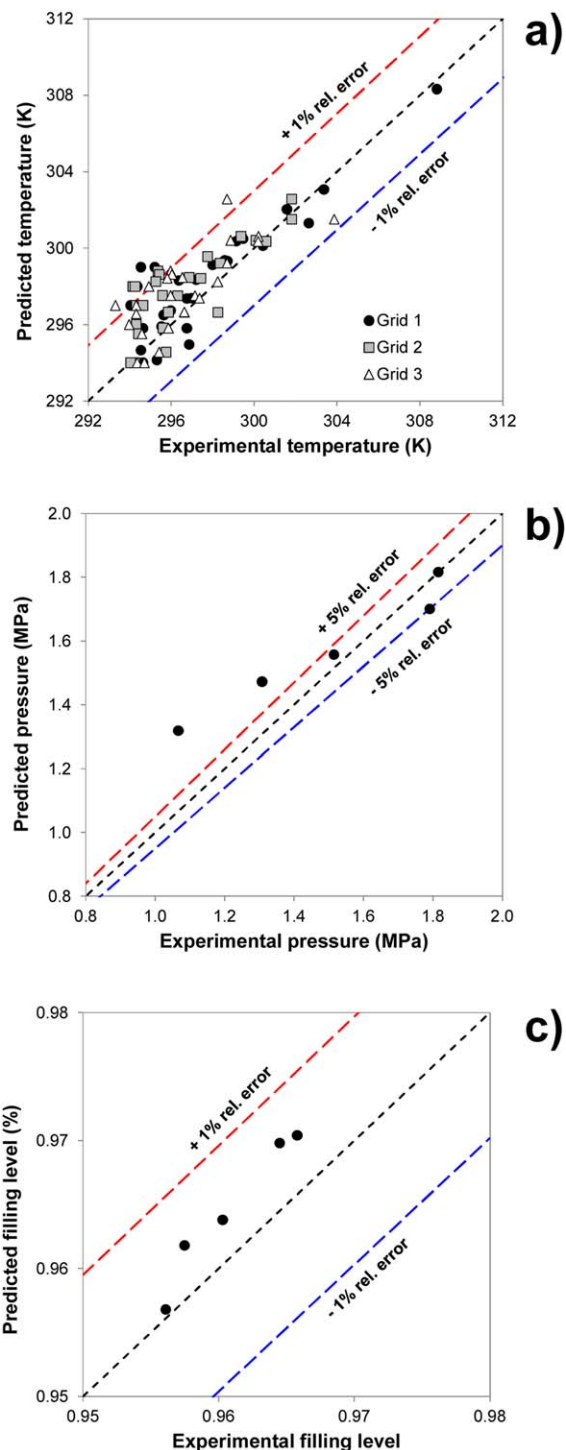 a)
312
308
304
300
296
292
Predicted temperature (K)
+ 1% rel. error
- 1% rel. error
Grid 1
Grid 2
Grid 3
292
296
300
304
308
312
Experimental temperature (K)
b)
2.0
1.8
1.6
1.4
1.2
1.0
0.8
Predicted pressure (MPa)
+ 5% rel. error
- 5% rel. error
0.8
1.0
1.2
1.4
1.6
1.8
2.0
Experimental pressure (MPa)
c)
0.98
0.97
0.96
0.95
Predicted filling level (%)
+ 1% rel. error
- 1% rel. error
0.95
0.96
0.97
0.98
Experimental filling level